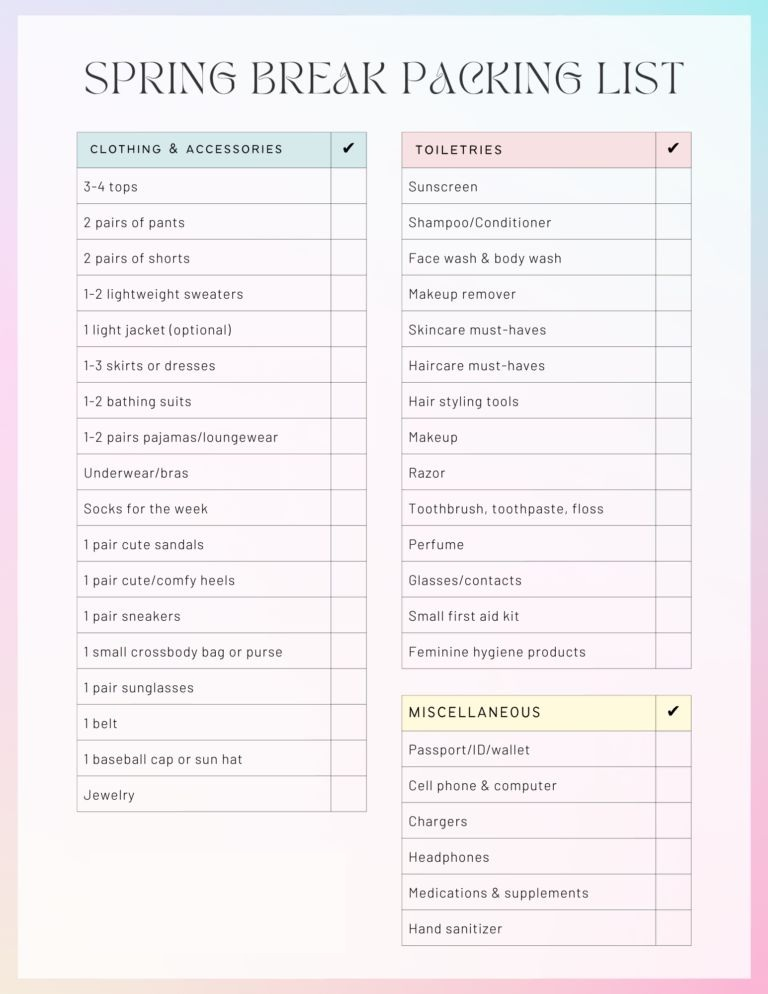 SPRING BREAK PACKING LIST
CLOTHING & ACCESSORIES ✔
3-4 tops
2 pairs of pants
2 pairs of shorts
1-2 lightweight sweaters
1 light jacket (optional)
1-3 skirts or dresses
1-2 bathing suits
1-2 pairs pajamas/loungewear
Underwear/bras
Socks for the week
1 pair cute sandals
1 pair cute/comfy heels
1 pair sneakers
1 small crossbody bag or purse
1 pair sunglasses
1 belt
1 baseball cap or sun hat
Jewelry
TOILETRIES ✔
Sunscreen
Shampoo/Conditioner
Face wash & body wash
Makeup remover
Skincare must-haves
Haircare must-haves
Hair styling tools
Makeup
Razor
Toothbrush, toothpaste, floss
Perfume
Glasses/contacts
Small first aid kit
Feminine hygiene products
MISCELLANEOUS ✔
Passport/ID/wallet
Cell phone & computer
Chargers
Headphones
Medications & supplements
Hand sanitizer